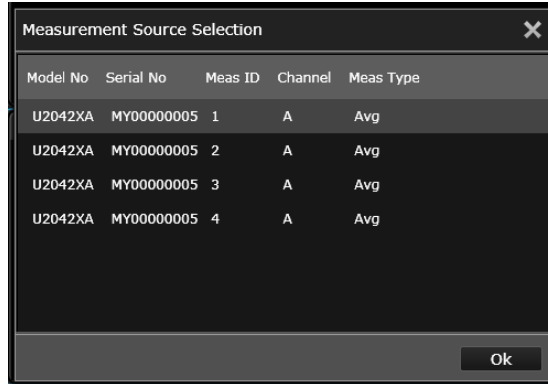 Measurement Source Selection
Model No Serial No Meas ID Channel Meas Type
U2042XA MY00000005 1 A Avg
U2042XA MY00000005 2 A Avg
U2042XA MY00000005 3 A Avg
U2042XA MY00000005 4 A Avg
Ok